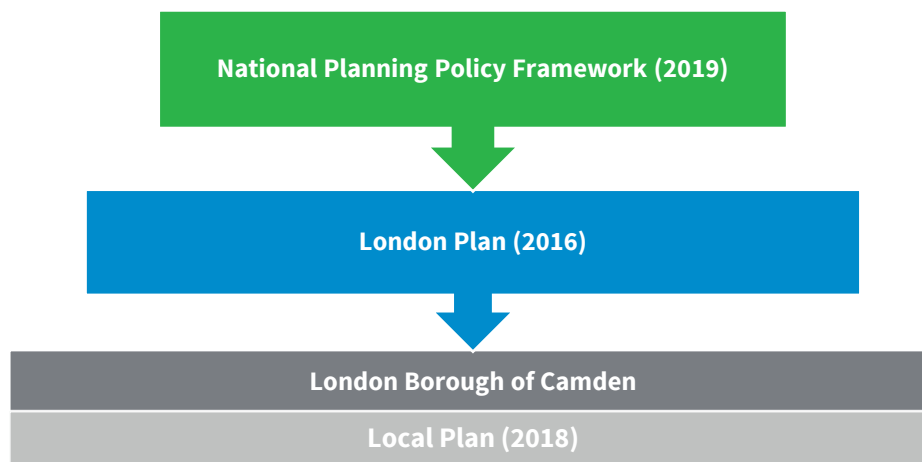 National Planning Policy Framework (2019)
London Plan (2016)
London Borough of Camden
Local Plan (2018)